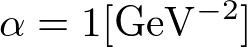 α = 1[GeV⁻²]